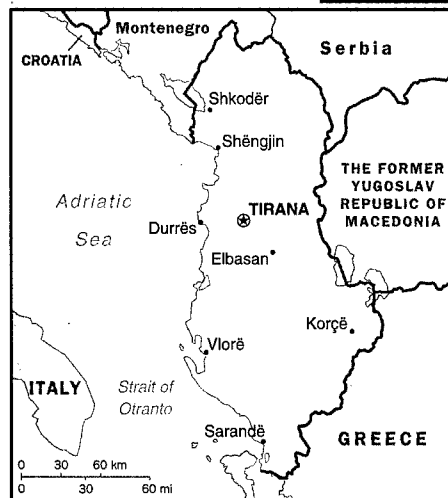 Montenegro
Serbia
CROATIA
Shkodër
Shëngjin
THE FORMER
YUGOSLAV
REPUBLIC OF
MACEDONIA
Adriatic
Sea
TIRANA
Durrës
Elbasan
Korçë
Vlorë
ITALY
Strait of
Otranto
Sarandë
GREECE
0 30 60 km
0 30 60 mi